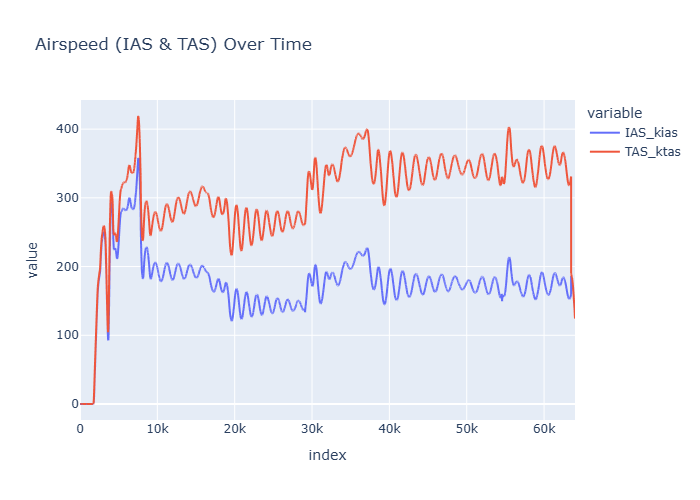 Airspeed (IAS & TAS) Over Time
variable
IAS_kias
TAS_ktas
value
400
300
200
100
0
0 10k 20k 30k 40k 50k 60k
index